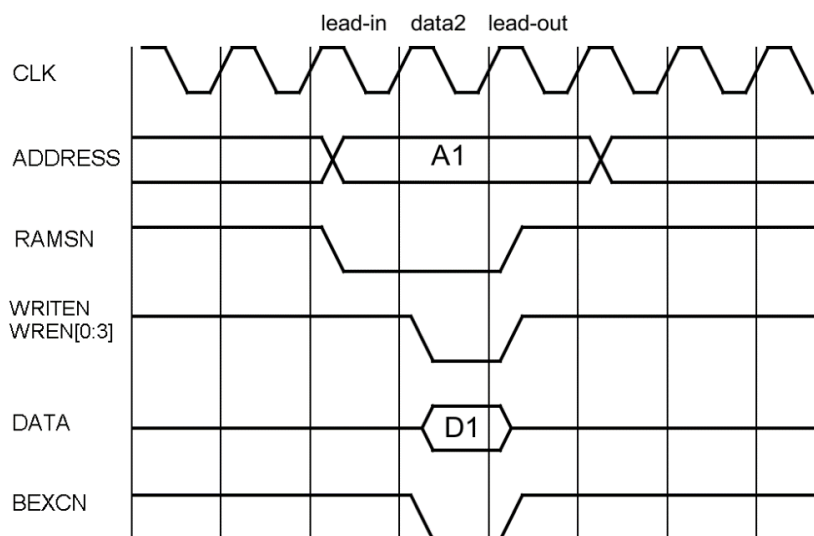 lead-in data2 lead-out
CLK
ADDRESS A1
RAMSN
WRITEN
WREN[0:3]
DATA D1
BEXCN